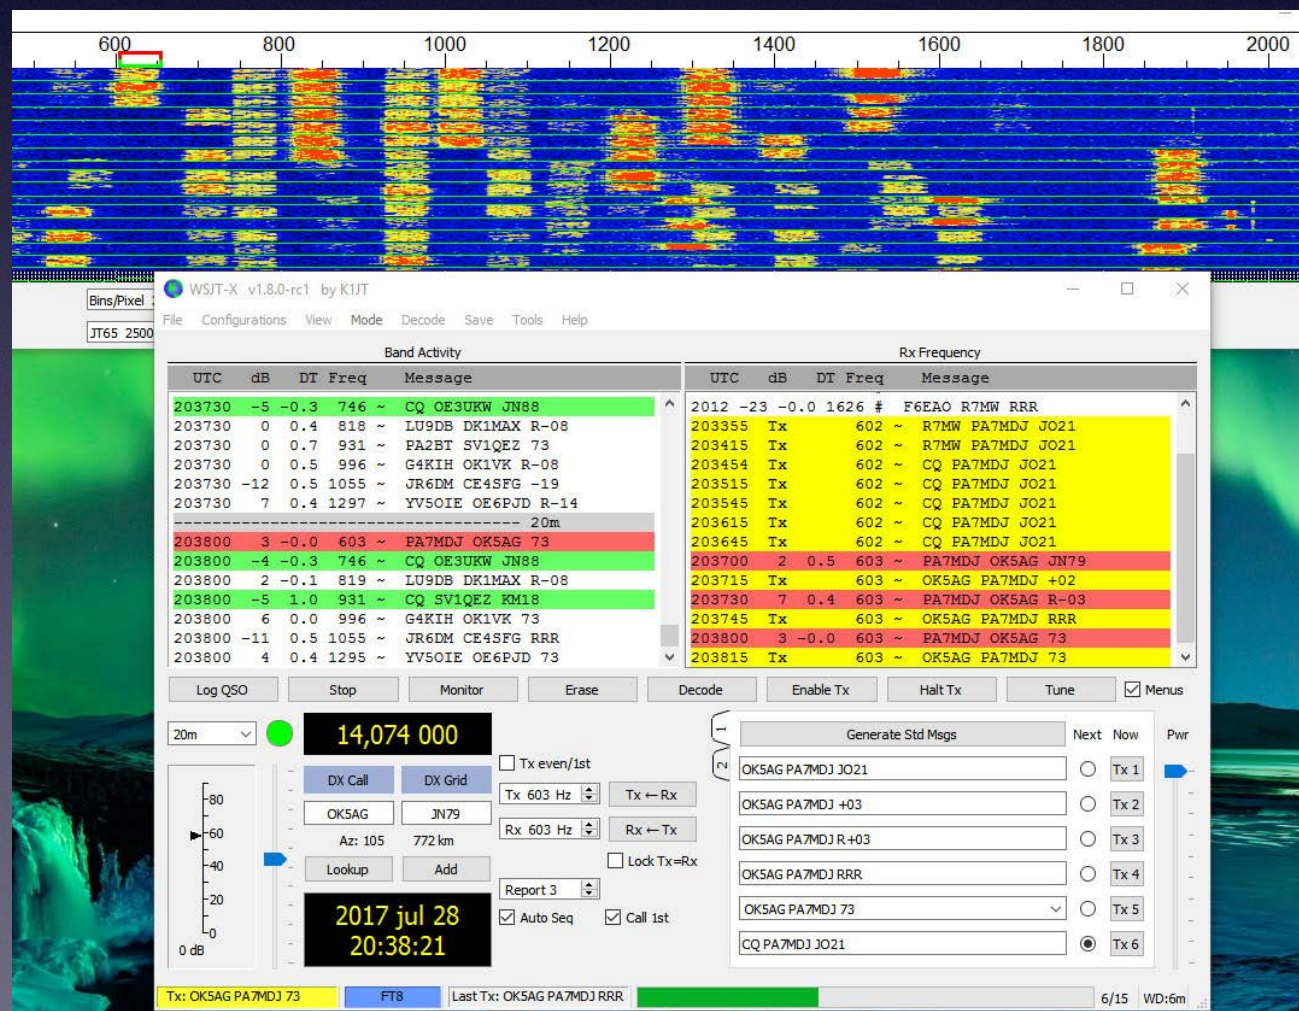 600 800 1000 1200 1400 1600 1800 2000
Bins/Pixel
JT65 2500
WSJT-X v1.8.0-rc1 by K1JT
File Configurations View Mode Decode Save Tools Help
Band Activity
UTC dB DT Freq Message
203730 -5 -0.3 746 ~ CQ OE3UKW JN88
203730 0 0.4 818 ~ LU9DB DK1MAX R-08
203730 0 0.7 931 ~ PA2BT SV1QEZ 73
203730 0 0.5 996 ~ G4KIH OK1VK R-08
203730 -12 0.5 1055 ~ JR6DM CE4SFG -19
203730 7 0.4 1297 ~ YV5OIE OE6PJD R-14
---------------------------------------- 20m
203800 3 -0.0 603 ~ PA7MDJ OK5AG 73
203800 -4 -0.3 746 ~ CQ OE3UKW JN88
203800 2 -0.1 819 ~ LU9DB DK1MAX R-08
203800 -5 1.0 931 ~ CQ SV1QEZ KM18
203800 6 0.0 996 ~ G4KIH OK1VK 73
203800 -11 0.5 1055 ~ JR6DM CE4SFG RRR
203800 4 0.4 1295 ~ YV5OIE OE6PJD 73
Rx Frequency
UTC dB DT Freq Message
2012 -23 -0.0 1626 # F6EAO R7MW RRR
203355 Tx 602 ~ R7MW PA7MDJ JO21
203415 Tx 602 ~ R7MW PA7MDJ JO21
203454 Tx 602 ~ CQ PA7MDJ JO21
203515 Tx 602 ~ CQ PA7MDJ JO21
203545 Tx 602 ~ CQ PA7MDJ JO21
203615 Tx 602 ~ CQ PA7MDJ JO21
203645 Tx 602 ~ CQ PA7MDJ JO21
203700 2 0.5 603 ~ PA7MDJ OK5AG JN79
203715 Tx 603 ~ OK5AG PA7MDJ +02
203730 7 0.4 603 ~ PA7MDJ OK5AG R-03
203745 Tx 603 ~ OK5AG PA7MDJ RRR
203800 3 -0.0 603 ~ PA7MDJ OK5AG 73
203815 Tx 603 ~ OK5AG PA7MDJ 73
Log QSO Stop Monitor Erase Decode Enable Tx Halt Tx Tune Menus
20m
14,074 000
-80
-60
-40
-20
-0
0 dB
DX Call DX Grid
OK5AG JN79
Az: 105 772 km
Lookup Add
2017 jul 28
20:38:21
Tx even/1st
Tx 603 Hz Tx ← Rx
Rx 603 Hz Rx ← Tx
Lock Tx=Rx
Report 3
Auto Seq Call 1st
1
2
Generate Std Msgs Next Now Pwr
OK5AG PA7MDJ JO21 Tx 1
OK5AG PA7MDJ +03 Tx 2
OK5AG PA7MDJ R+03 Tx 3
OK5AG PA7MDJ RRR Tx 4
OK5AG PA7MDJ 73 Tx 5
CQ PA7MDJ JO21 Tx 6
Tx: OK5AG PA7MDJ 73 FT8 Last Tx: OK5AG PA7MDJ RRR 6/15 WD:6m